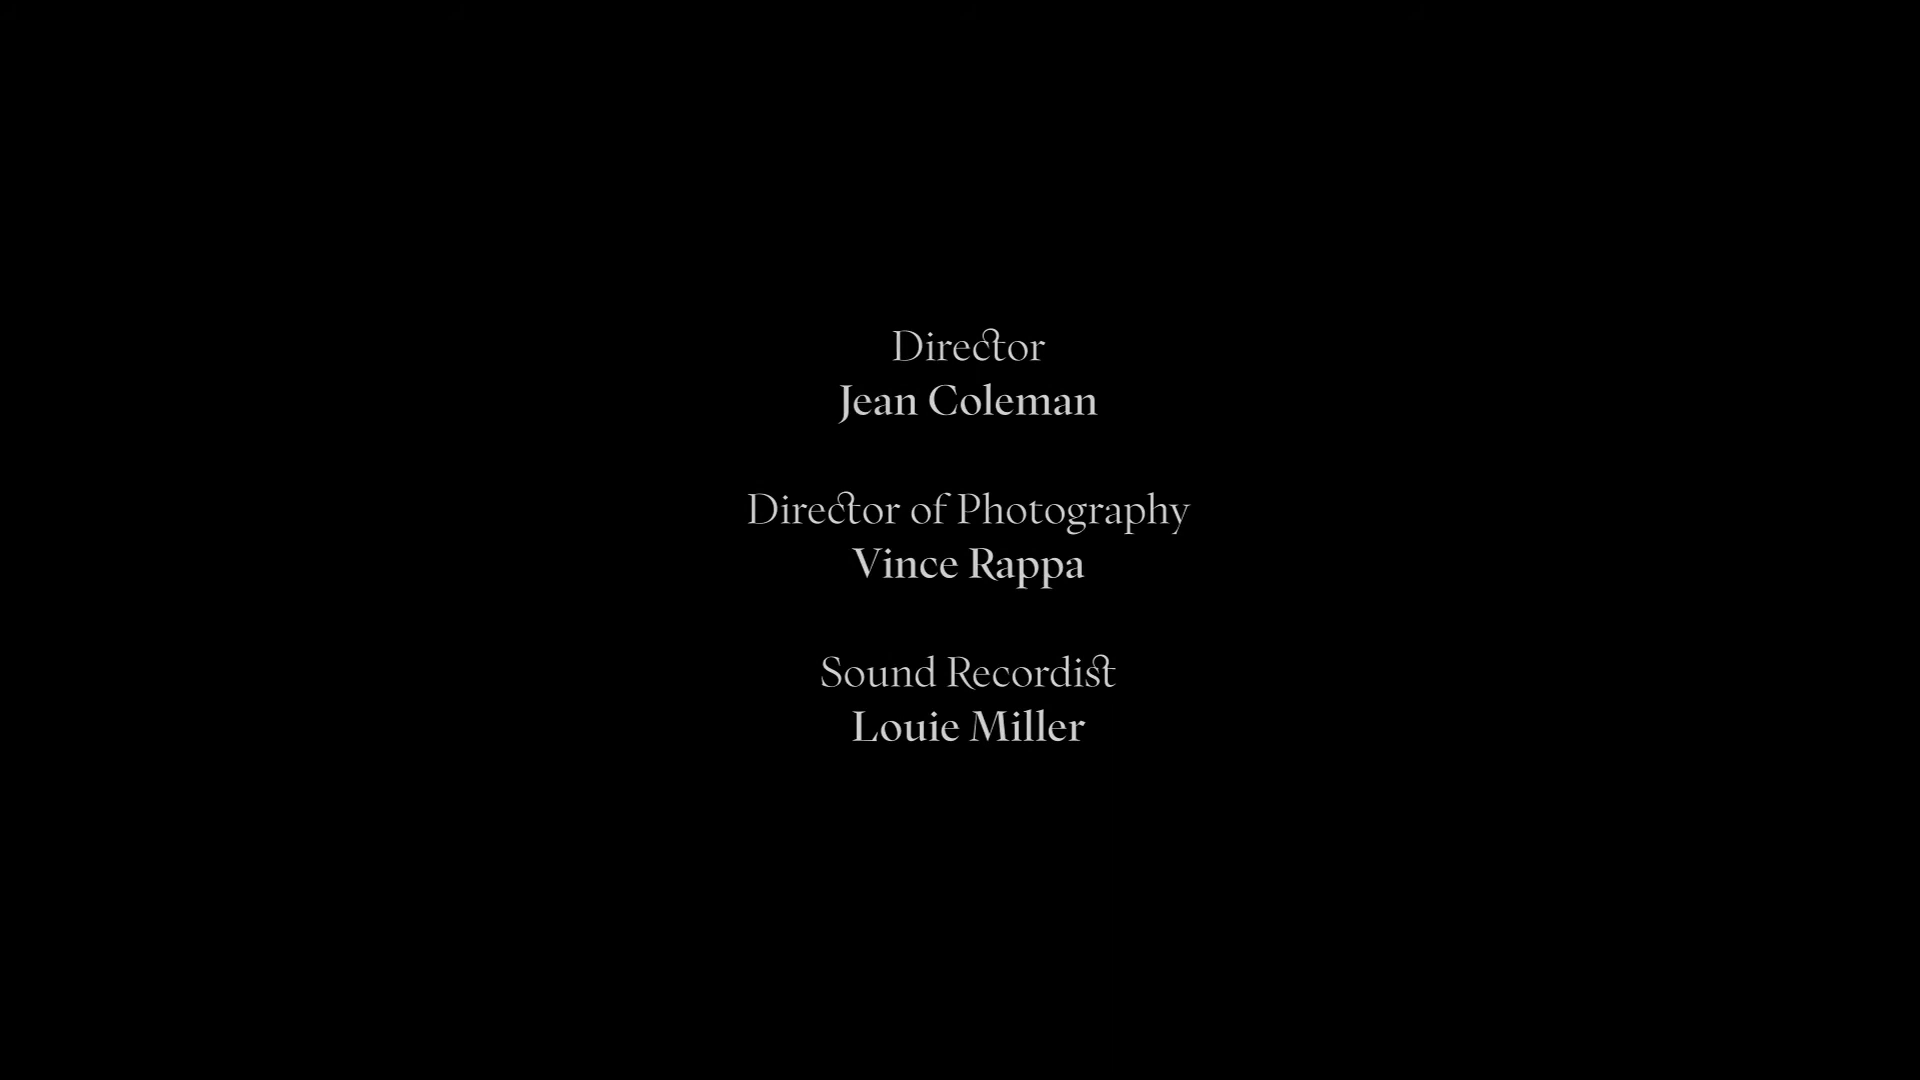 Director
Jean Coleman
Director of Photography
Vince Rappa
Sound Recordist
Louie Miller